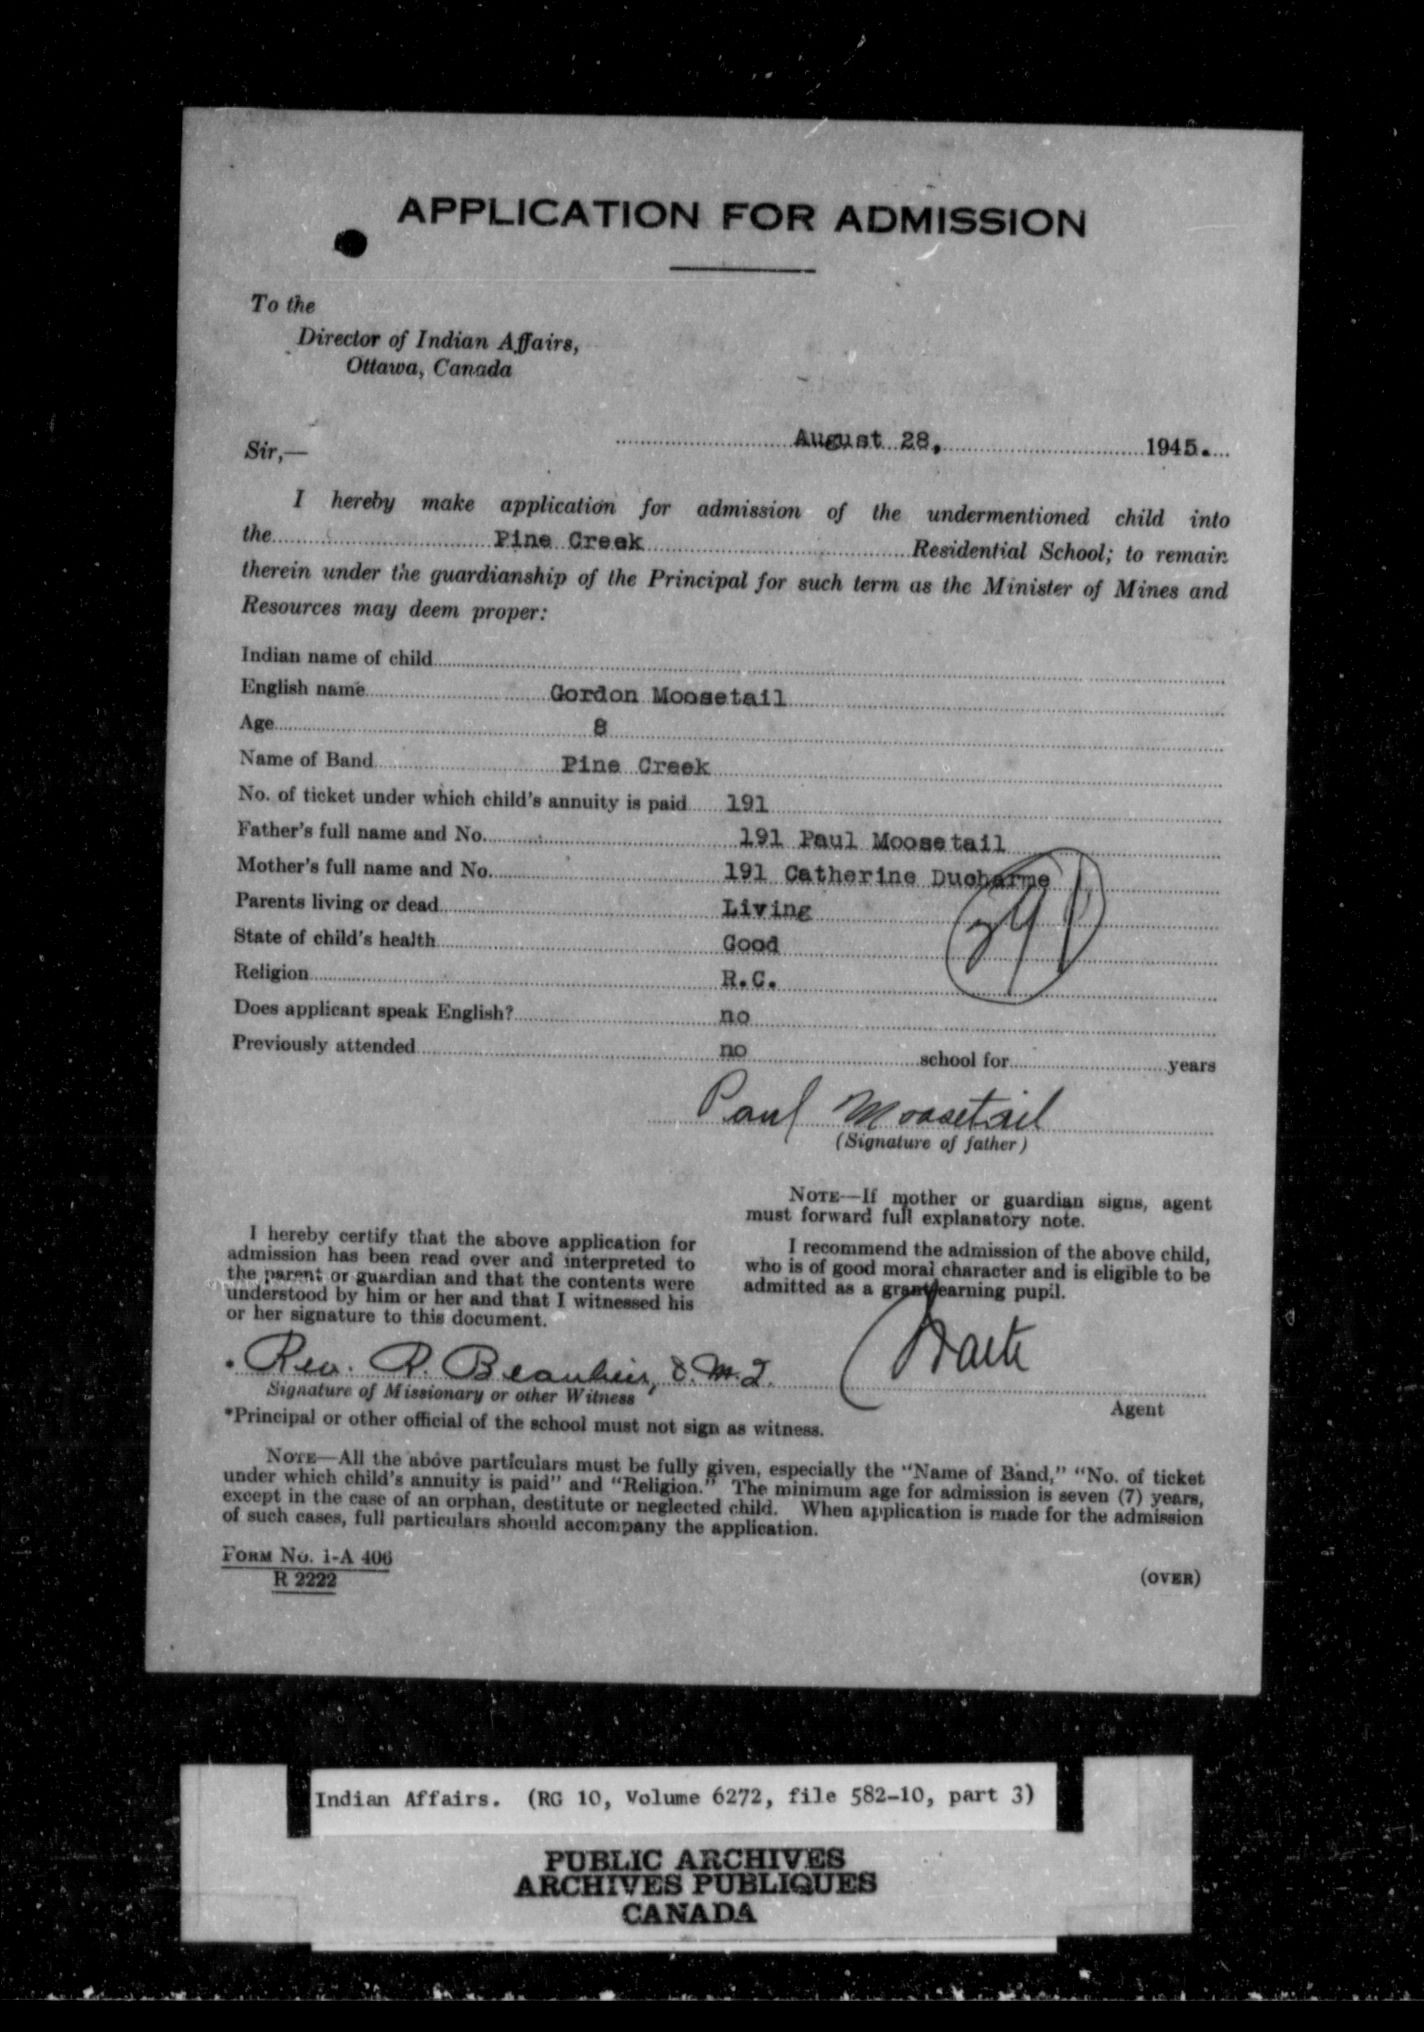 APPLICATION FOR ADMISSION
To the
Director of Indian Affairs,
Ottawa, Canada
August 28, 1945.
Sir,—
I hereby make application for admission of the undermentioned child into
the Pine Creek Residential School; to remain
therein under the guardianship of the Principal for such term as the Minister of Mines and
Resources may deem proper:
Indian name of child
English name Gordon Moosetail
Age 8
Name of Band Pine Creek
No. of ticket under which child's annuity is paid 191
Father's full name and No. 191 Paul Moosetail
Mother's full name and No. 191 Catherine Ducharme
Parents living or dead Living
State of child's health Good
Religion R.C.
Does applicant speak English? no
Previously attended no school for years
Paul Moosetail
(Signature of father)
NOTE—If mother or guardian signs, agent
must forward full explanatory note.
I hereby certify that the above application for
admission has been read over and interpreted to
the parent or guardian and that the contents were
understood by him or her and that I witnessed his
or her signature to this document.
I recommend the admission of the above child,
who is of good moral character and is eligible to be
admitted as a grant-earning pupil.
Rev. R. Beaulieu, O.M.I.
Signature of Missionary or other Witness
Agent
*Principal or other official of the school must not sign as witness.
NOTE—All the above particulars must be fully given, especially the "Name of Band," "No. of ticket
under which child's annuity is paid" and "Religion." The minimum age for admission is seven (7) years,
except in the case of an orphan, destitute or neglected child. When application is made for the admission
of such cases, full particulars should accompany the application.
FORM No. 1-A 406
R 2222
(OVER)
Indian Affairs. (RG 10, Volume 6272, file 582-10, part 3)
PUBLIC ARCHIVES
ARCHIVES PUBLIQUES
CANADA